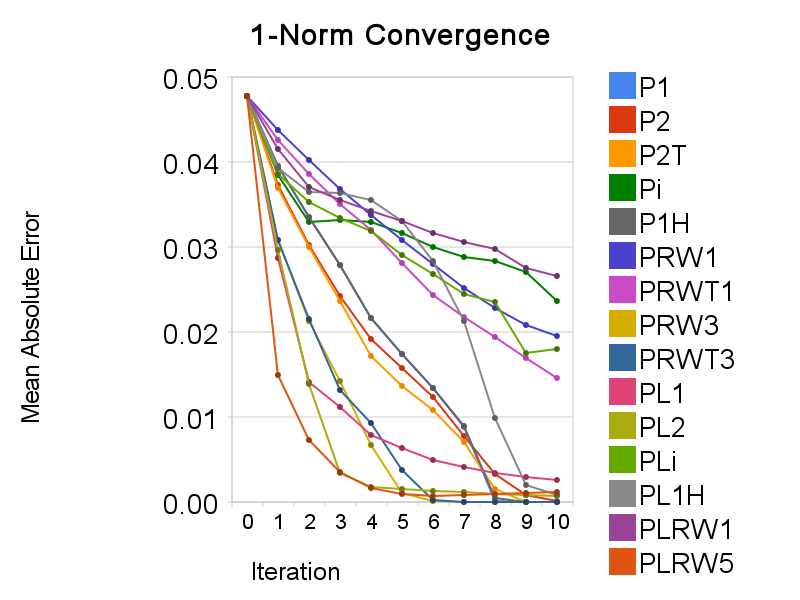 1-Norm Convergence
Mean Absolute Error
0.05
0.04
0.03
0.02
0.01
0.00
0 1 2 3 4 5 6 7 8 9 10
Iteration
P1
P2
P2T
Pi
P1H
PRW1
PRWT1
PRW3
PRWT3
PL1
PL2
PLi
PL1H
PLRW1
PLRW5